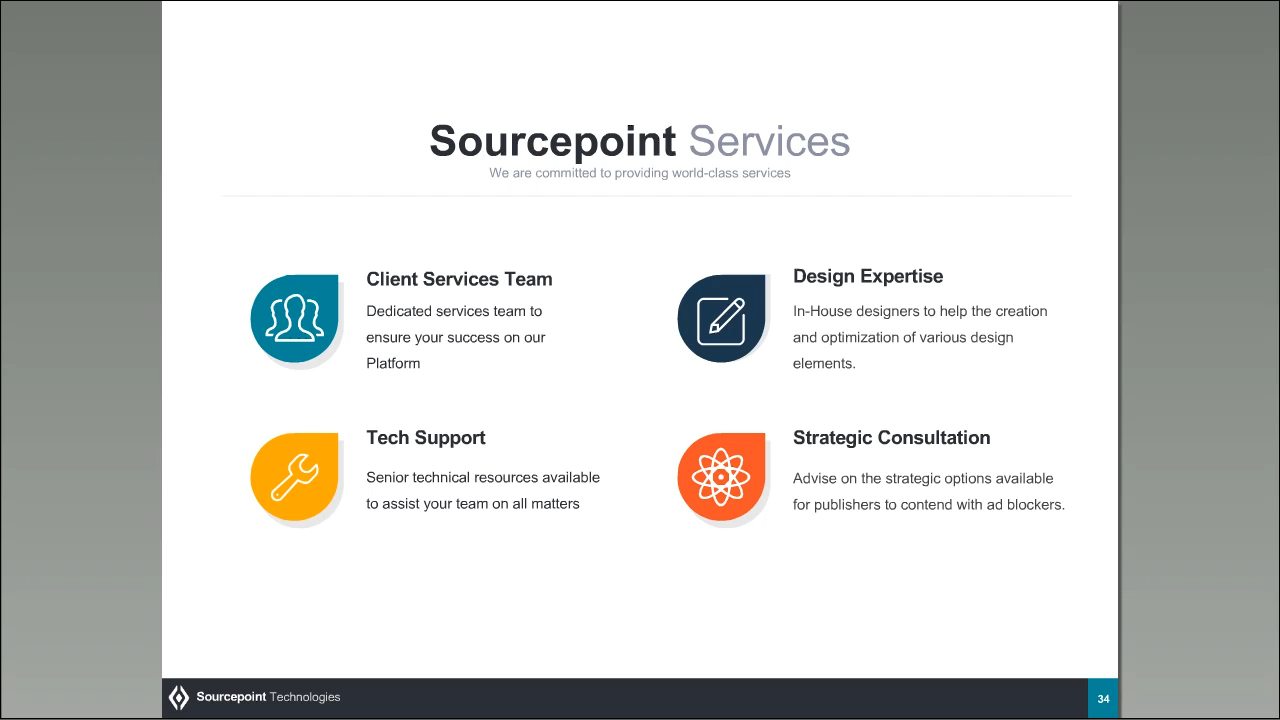 Sourcepoint Services
We are committed to providing world-class services
Client Services Team
Dedicated services team to
ensure your success on our
Platform
Design Expertise
In-House designers to help the creation
and optimization of various design
elements.
Tech Support
Senior technical resources available
to assist your team on all matters
Strategic Consultation
Advise on the strategic options available
for publishers to contend with ad blockers.
Sourcepoint Technologies
34